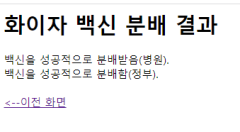 화이자 백신 분배 결과
백신을 성공적으로 분배받음(병원).
백신을 성공적으로 분배함(정부).
<--이전 화면